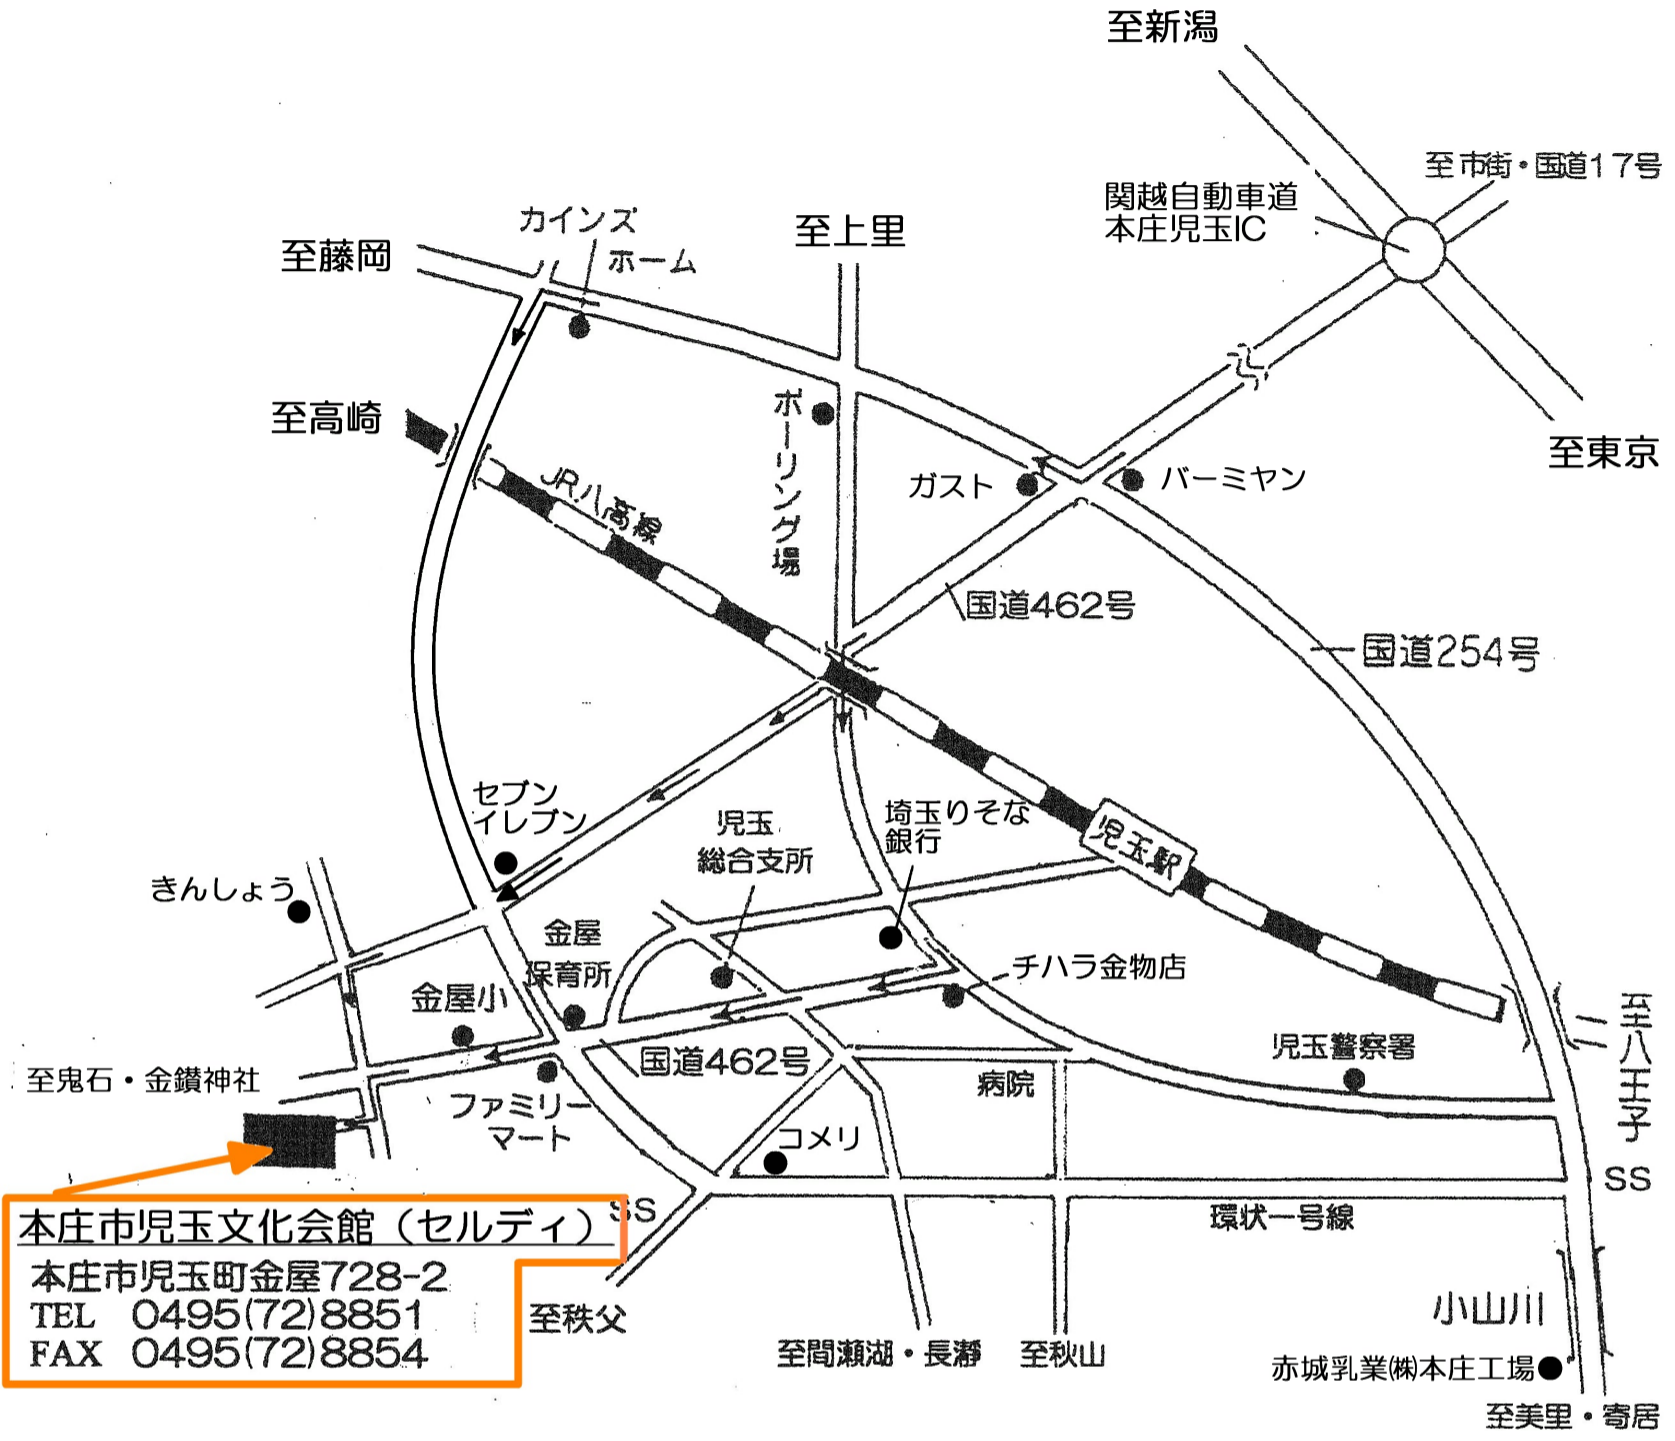 至新潟
至市街・国道17号
関越自動車道
本庄児玉IC
カインズ
ホーム
至上里
至藤岡
至高崎
JR八高線
ボーリング場
ガスト
バーミヤン
至東京
国道462号
国道254号
セブン
イレブン
児玉
総合支所
埼玉りそな
銀行
児玉駅
きんしょう
金屋
保育所
金屋小
チハラ金物店
至八王子
児玉警察署
国道462号
至鬼石・金鑚神社
病院
ファミリー
マート
コメリ
SS
SS
環状一号線
本庄市児玉文化会館（セルディ）
本庄市児玉町金屋728-2
TEL 0495(72)8851
FAX 0495(72)8854
至秩父
至間瀬湖・長瀞
至秋山
小山川
赤城乳業㈱本庄工場
至美里・寄居